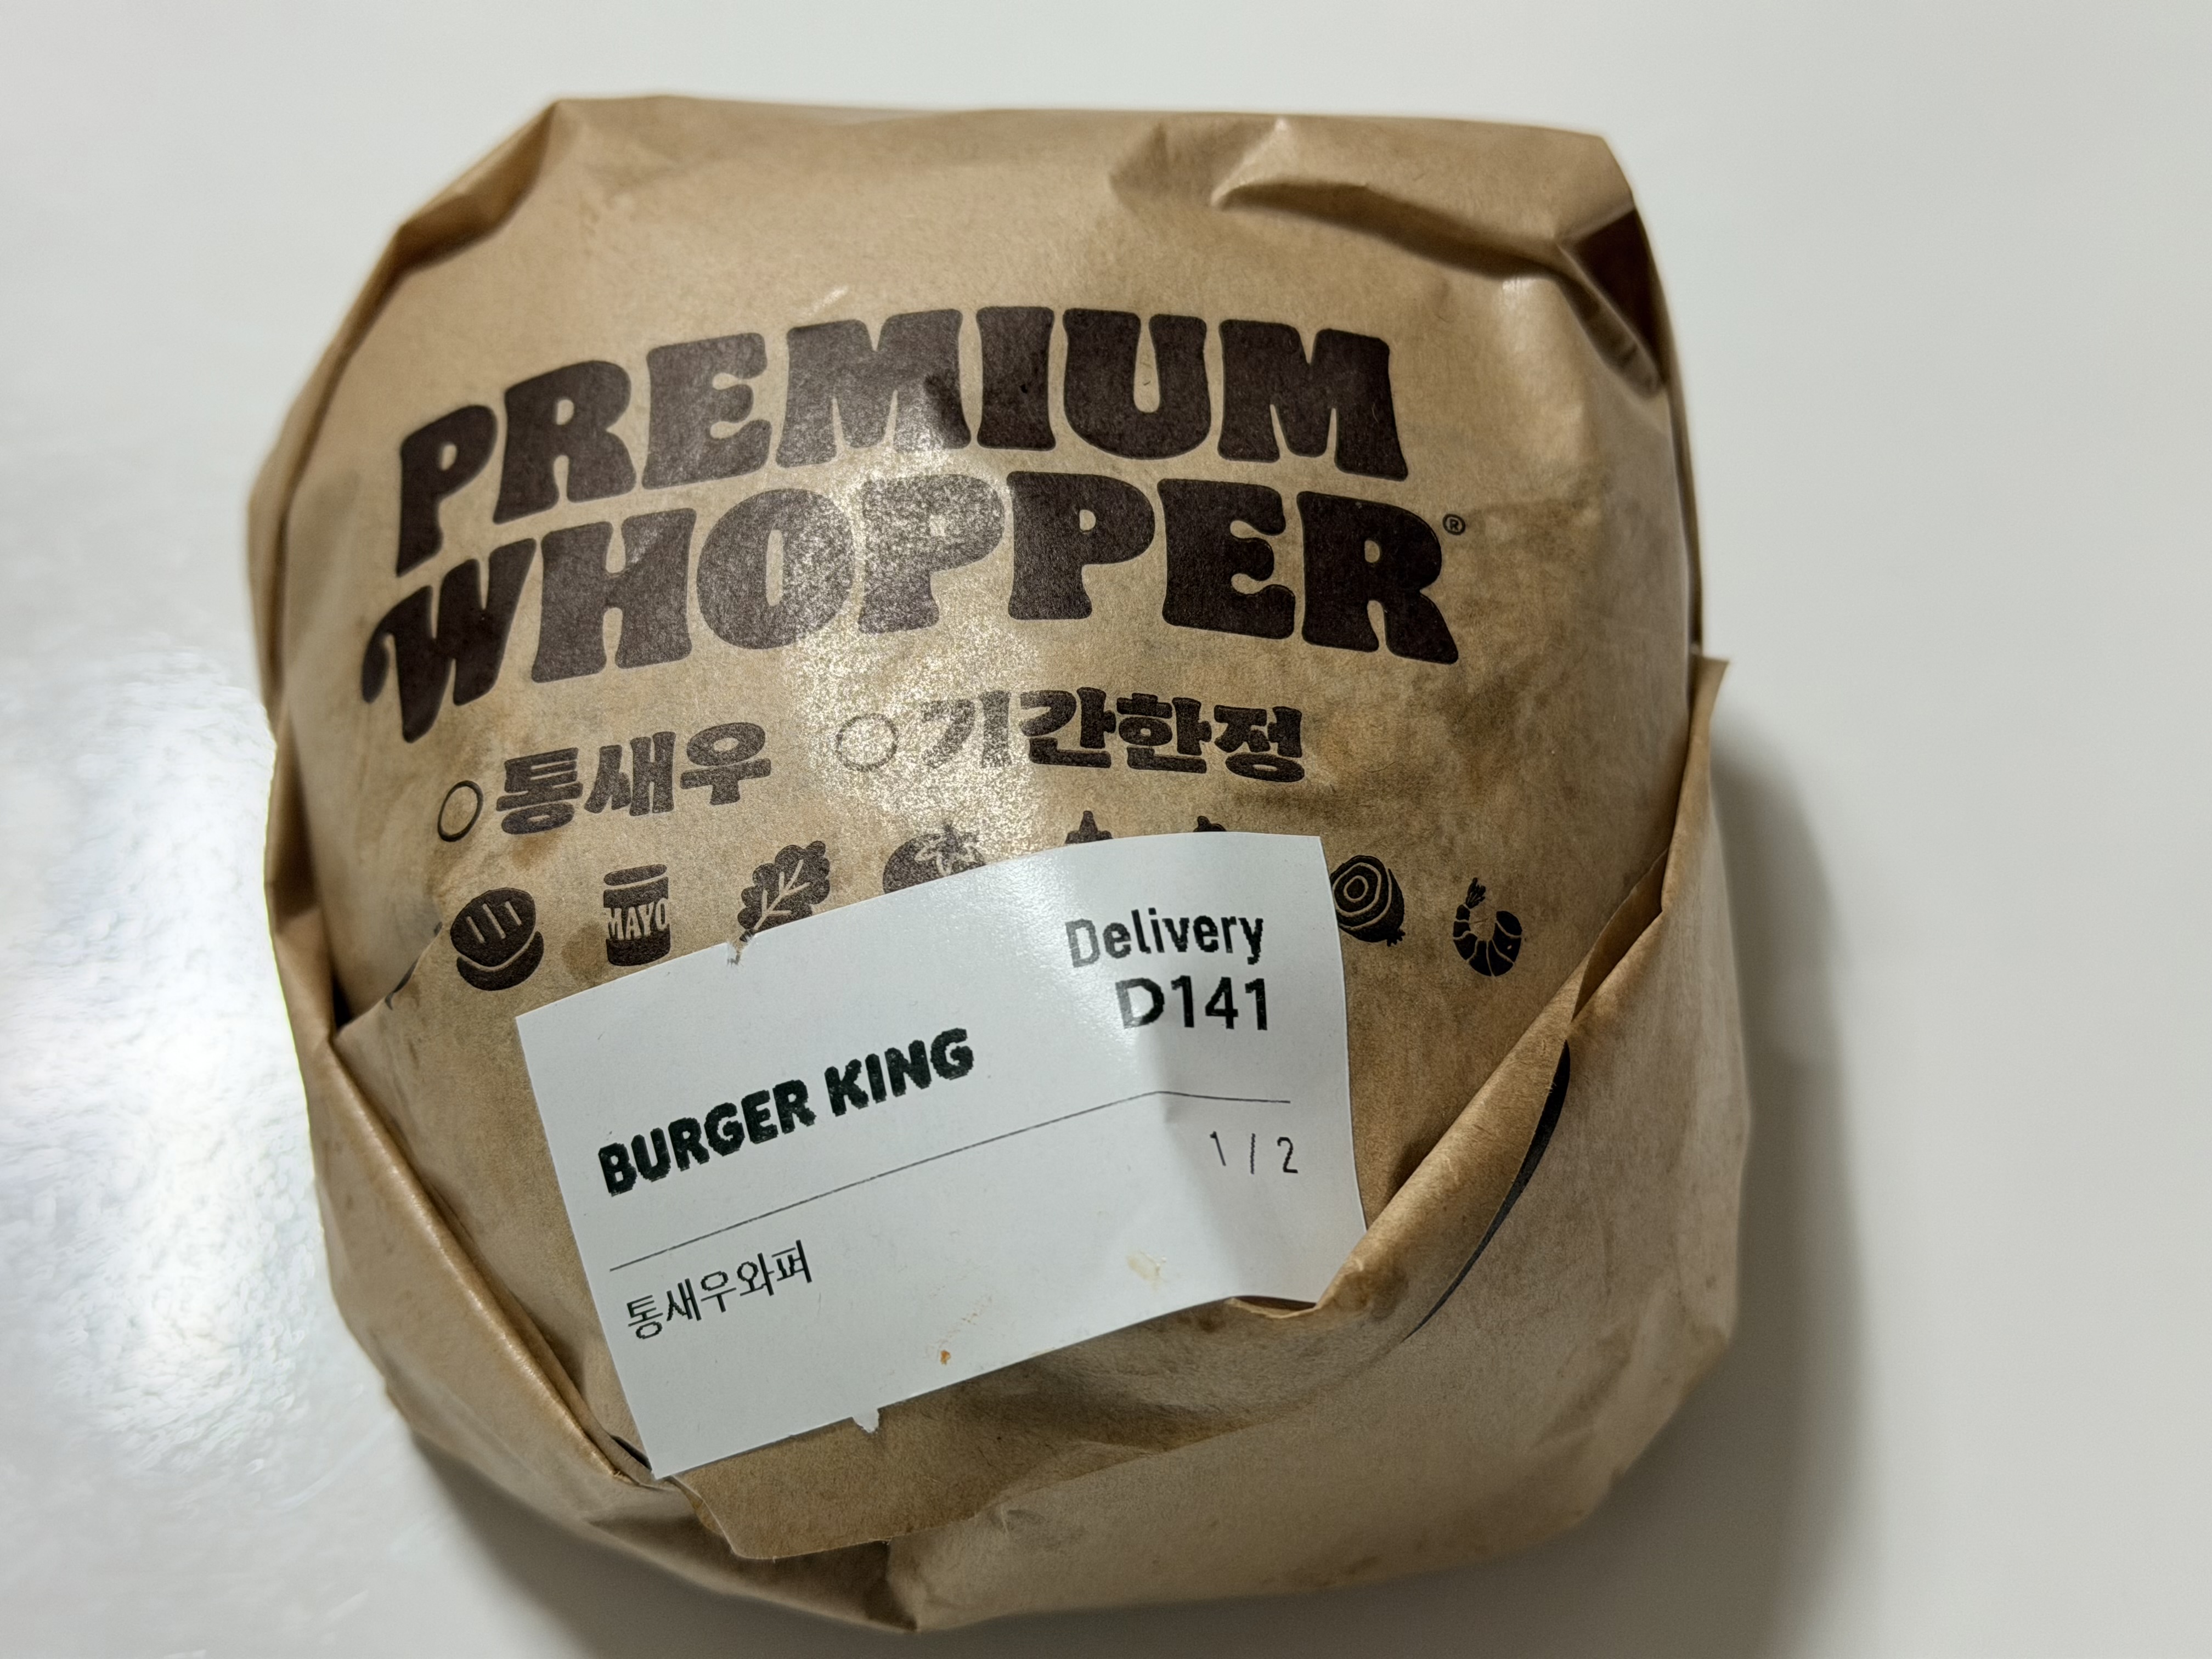 PREMIUM
WHOPPER®
통새우 기간한정
MAYO
Delivery
D141
BURGER KING
1 / 2
통새우와퍼